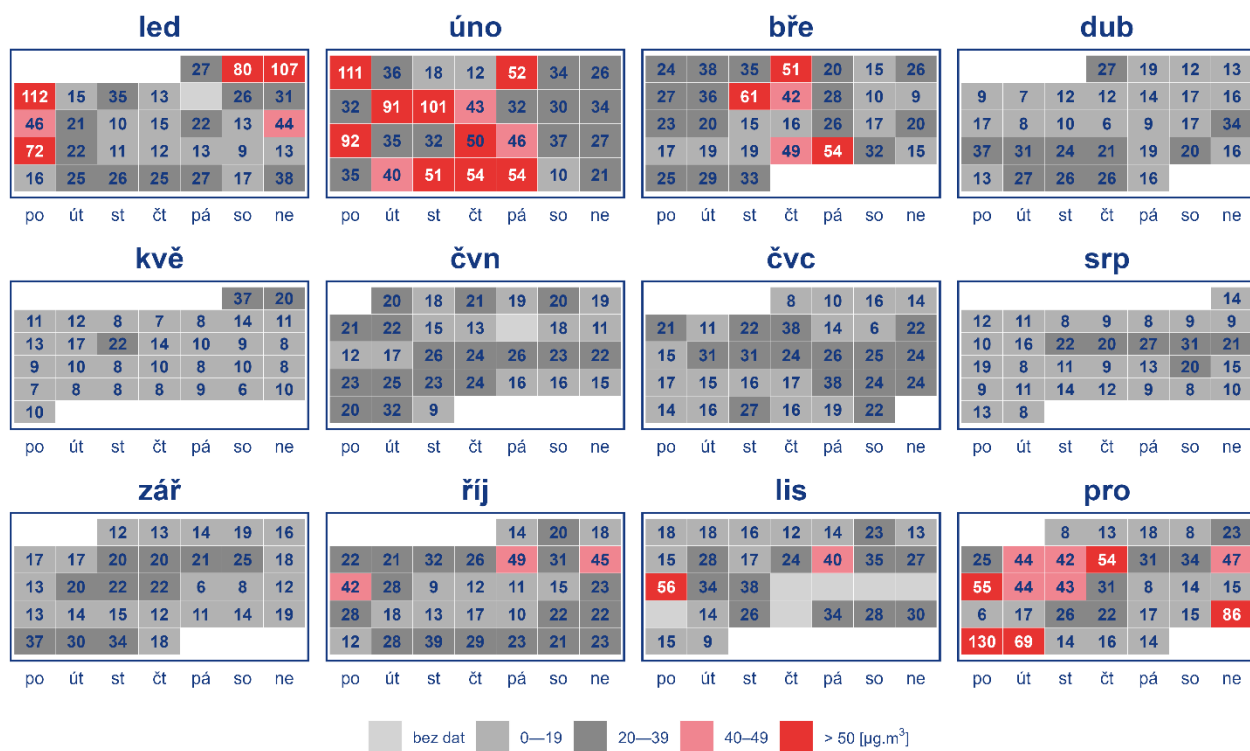 led úno bře dub
27 80 107 111 36 18 12 52 34 26 24 38 35 51 20 15 26 27 19 12 13
112 15 35 13 26 31 32 91 101 43 32 30 34 27 36 61 42 28 10 9 9 7 12 12 14 17 16
46 21 10 15 22 13 44 92 35 32 50 46 37 27 23 20 15 16 26 17 20 17 8 10 6 9 17 34
72 22 11 12 13 9 13 35 40 51 54 54 10 21 17 19 19 49 54 32 15 37 31 24 21 19 20 16
16 25 26 25 27 17 38 25 29 33 13 27 26 26 16
po út st čt pá so ne po út st čt pá so ne po út st čt pá so ne po út st čt pá so ne
kvě čvn čvc srp
37 20 20 18 21 19 20 19 8 10 16 14 14
11 12 8 7 8 14 11 21 22 15 13 18 11 21 11 22 38 14 6 22 12 11 8 9 8 9 9
13 17 22 14 10 9 8 12 17 26 24 26 23 22 15 31 31 24 26 25 24 10 16 22 20 27 31 21
9 10 8 10 8 10 8 23 25 23 24 16 16 15 17 15 16 17 38 24 24 19 8 11 9 13 20 15
7 8 8 8 9 6 10 20 32 9 14 16 27 16 19 22 9 11 14 12 9 8 10
10 13 8
po út st čt pá so ne po út st čt pá so ne po út st čt pá so ne po út st čt pá so ne
zář říj lis pro
12 13 14 19 16 14 20 18 18 18 16 12 14 23 13 8 13 18 8 23
17 17 20 20 21 25 18 22 21 32 26 49 31 45 15 28 17 24 40 35 27 25 44 42 54 31 34 47
13 20 22 22 6 8 12 42 28 9 12 11 15 23 56 34 38 55 44 43 31 8 14 15
13 14 15 12 11 14 19 28 18 13 17 10 22 22 14 26 34 28 30 6 17 26 22 17 15 86
37 30 34 18 12 28 39 29 23 21 23 15 9 130 69 14 16 14
po út st čt pá so ne po út st čt pá so ne po út st čt pá so ne po út st čt pá so ne
bez dat 0—19 20—39 40–49 > 50 [µg.m³]